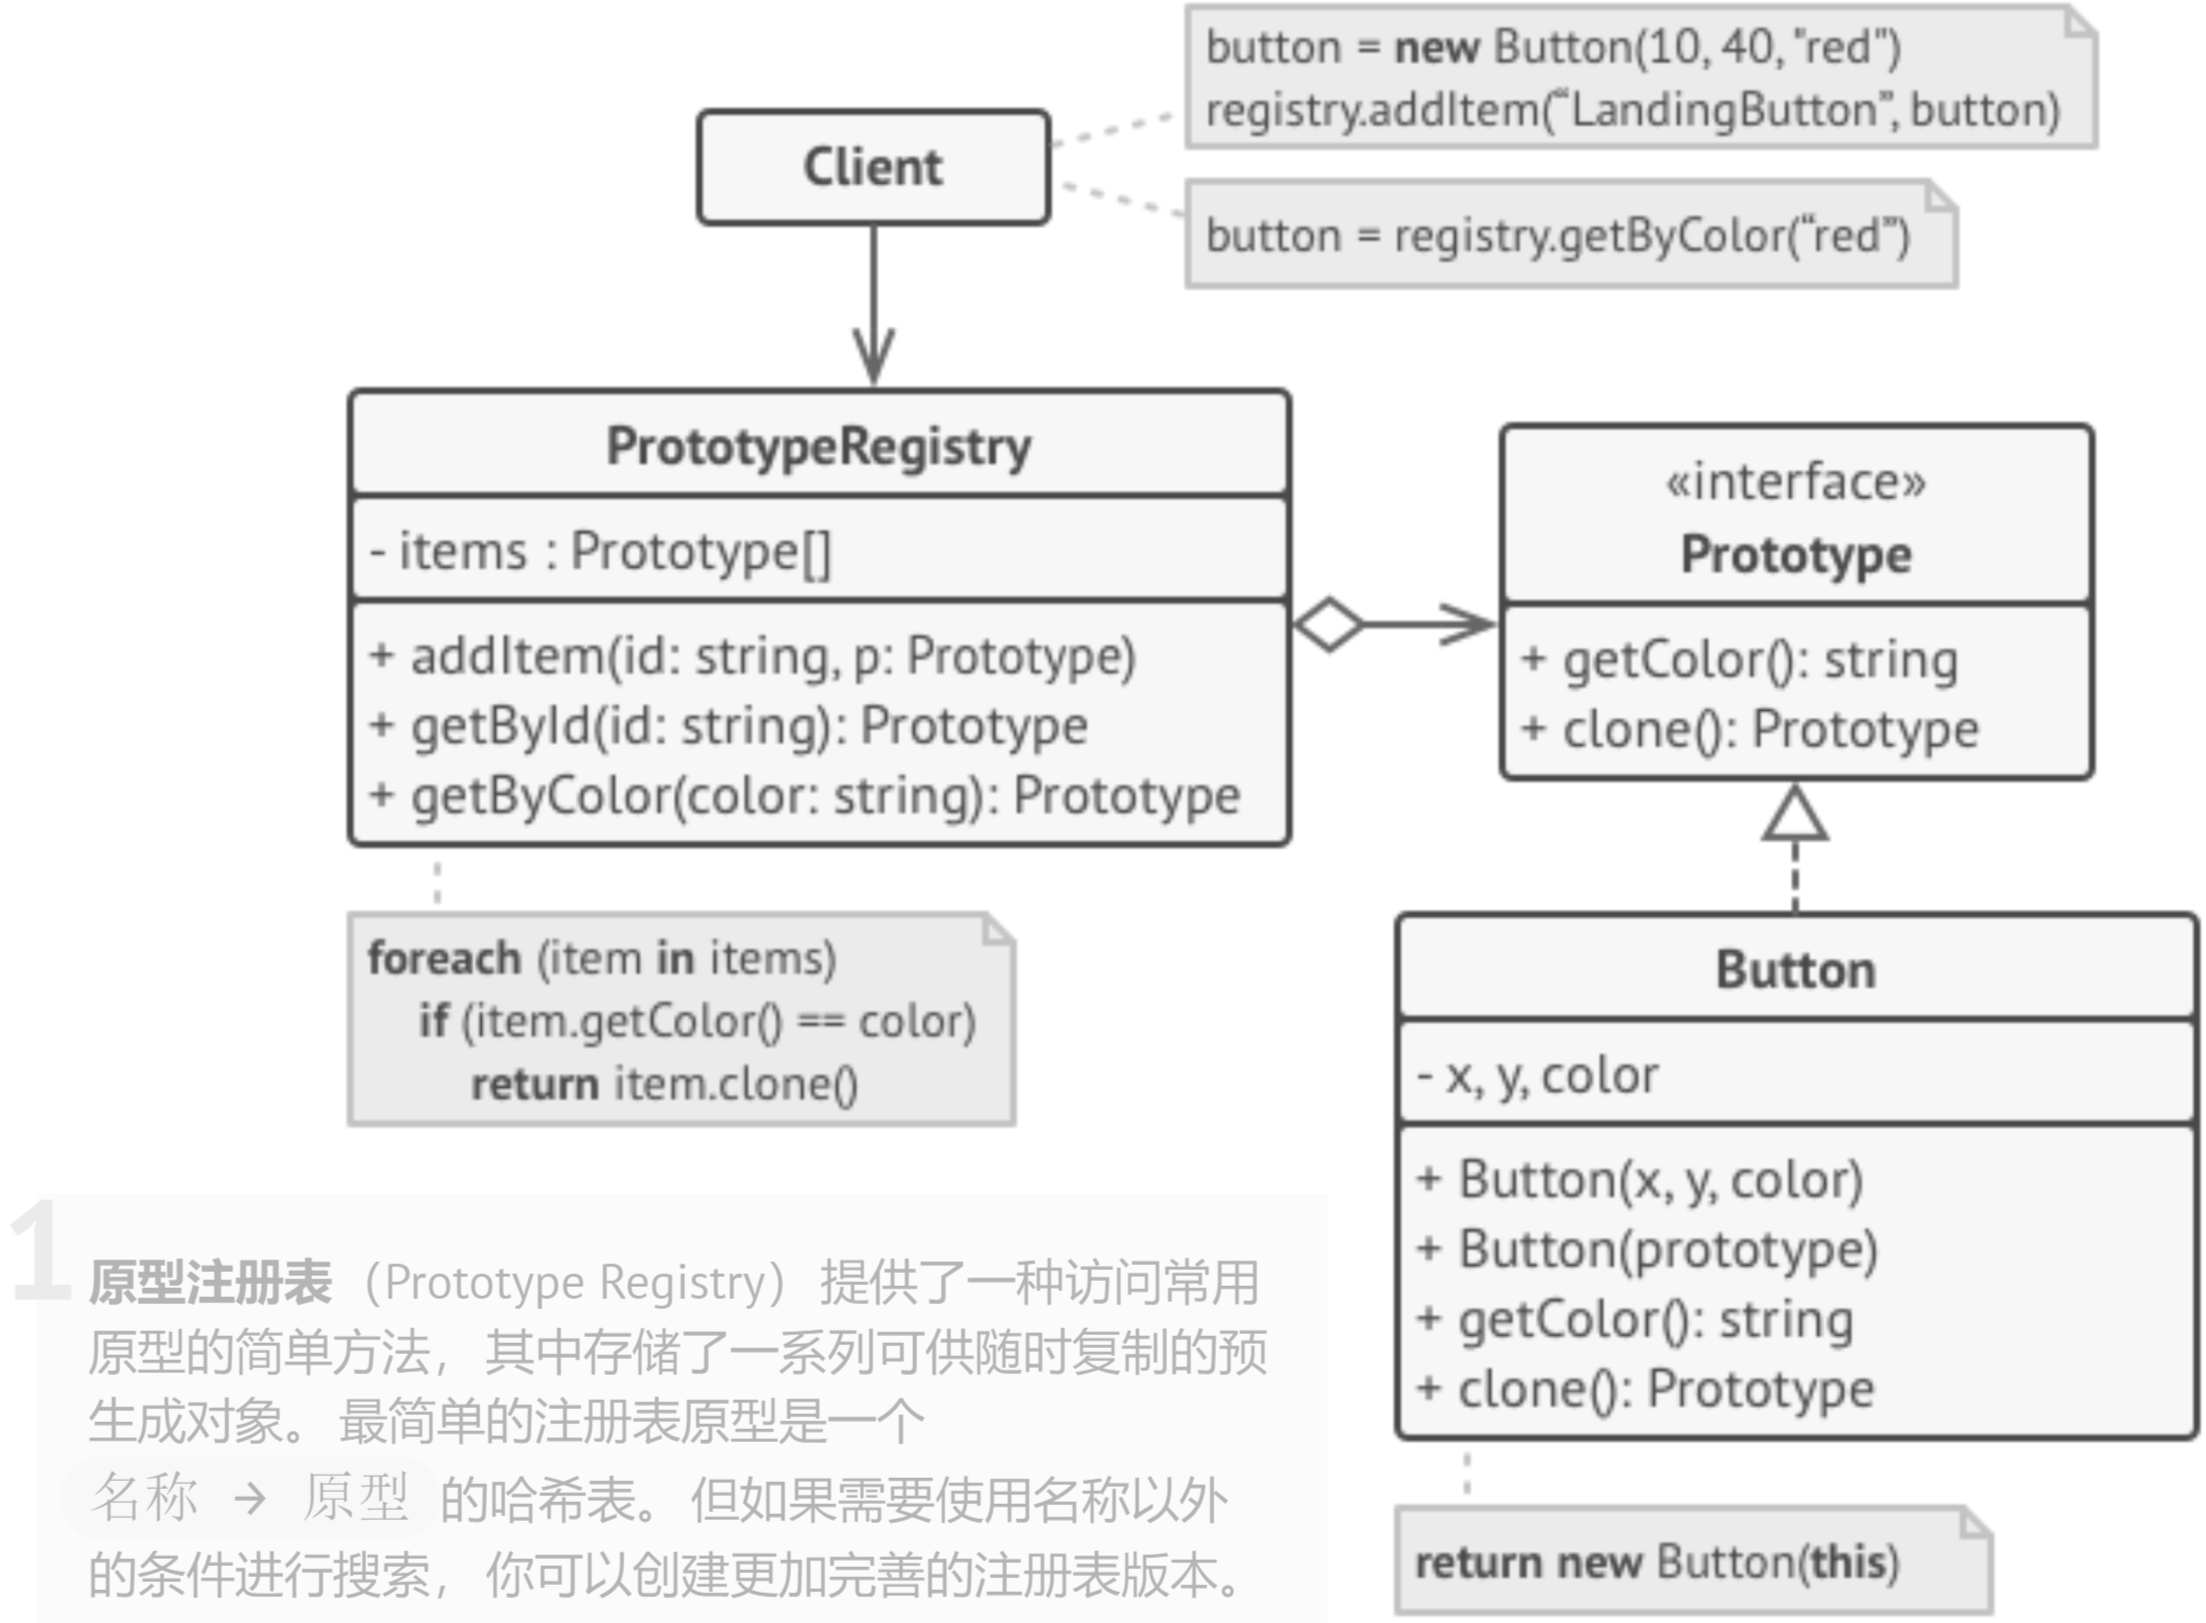 button = new Button(10, 40, "red")
registry.addItem(“LandingButton”, button)
Client
button = registry.getByColor(“red”)
PrototypeRegistry
- items : Prototype[]
+ addItem(id: string, p: Prototype)
+ getById(id: string): Prototype
+ getByColor(color: string): Prototype
«interface»
Prototype
+ getColor(): string
+ clone(): Prototype
foreach (item in items)
if (item.getColor() == color)
return item.clone()
Button
- x, y, color
+ Button(x, y, color)
+ Button(prototype)
+ getColor(): string
+ clone(): Prototype
return new Button(this)
1
原型注册表（Prototype Registry）提供了一种访问常用
原型的简单方法，其中存储了一系列可供随时复制的预
生成对象。最简单的注册表原型是一个
名称 → 原型 的哈希表。但如果需要使用名称以外
的条件进行搜索，你可以创建更加完善的注册表版本。